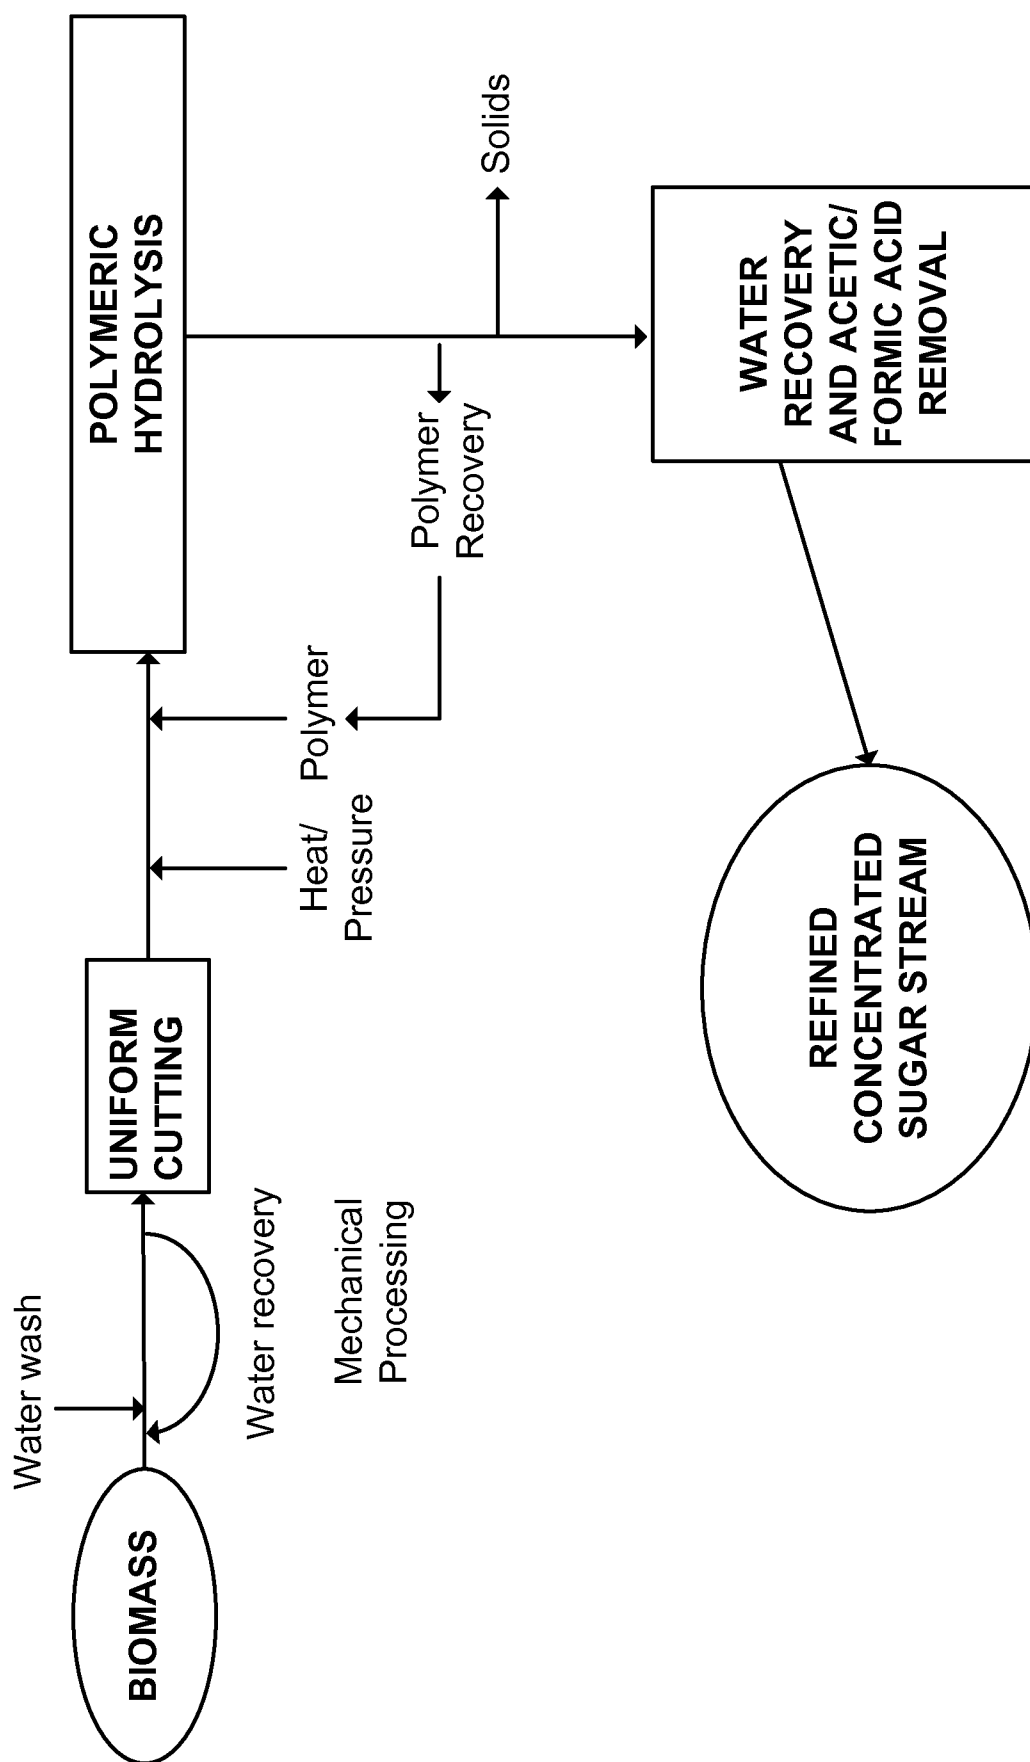 Water wash
BIOMASS
Water recovery
Mechanical
Processing
UNIFORM
CUTTING
Heat/
Pressure
Polymer
POLYMERIC
HYDROLYSIS
Polymer
Recovery
Solids
WATER
RECOVERY
AND ACETIC/
FORMIC ACID
REMOVAL
REFINED
CONCENTRATED
SUGAR STREAM